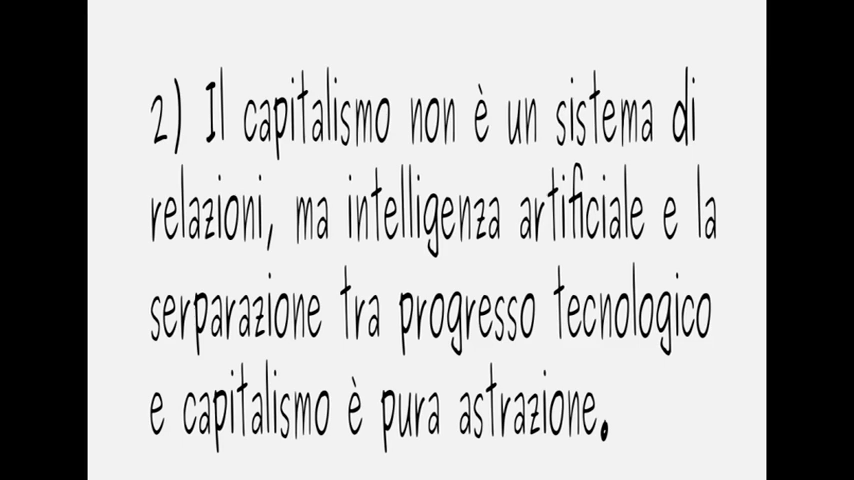 2) Il capitalismo non è un sistema di
relazioni, ma intelligenza artificiale e la
serparazione tra progresso tecnologico
e capitalismo è pura astrazione.